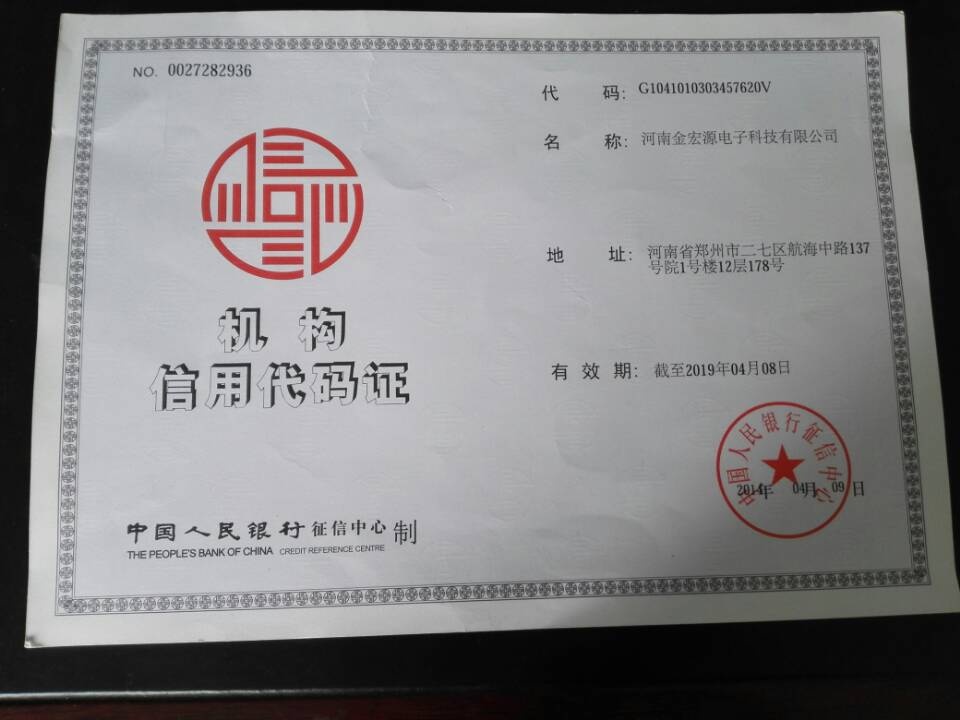 NO. 0027282936
机 构
信用代码证
中国人民银行征信中心 制
THE PEOPLE'S BANK OF CHINA CREDIT REFERENCE CENTRE
代 码: G1041010303457620V
名 称: 河南金宏源电子科技有限公司
地 址: 河南省郑州市二七区航海中路137
号院1号楼12层178号
有 效 期: 截至2019年04月08日
中国人民银行征信中心
2014年 04月 09 日